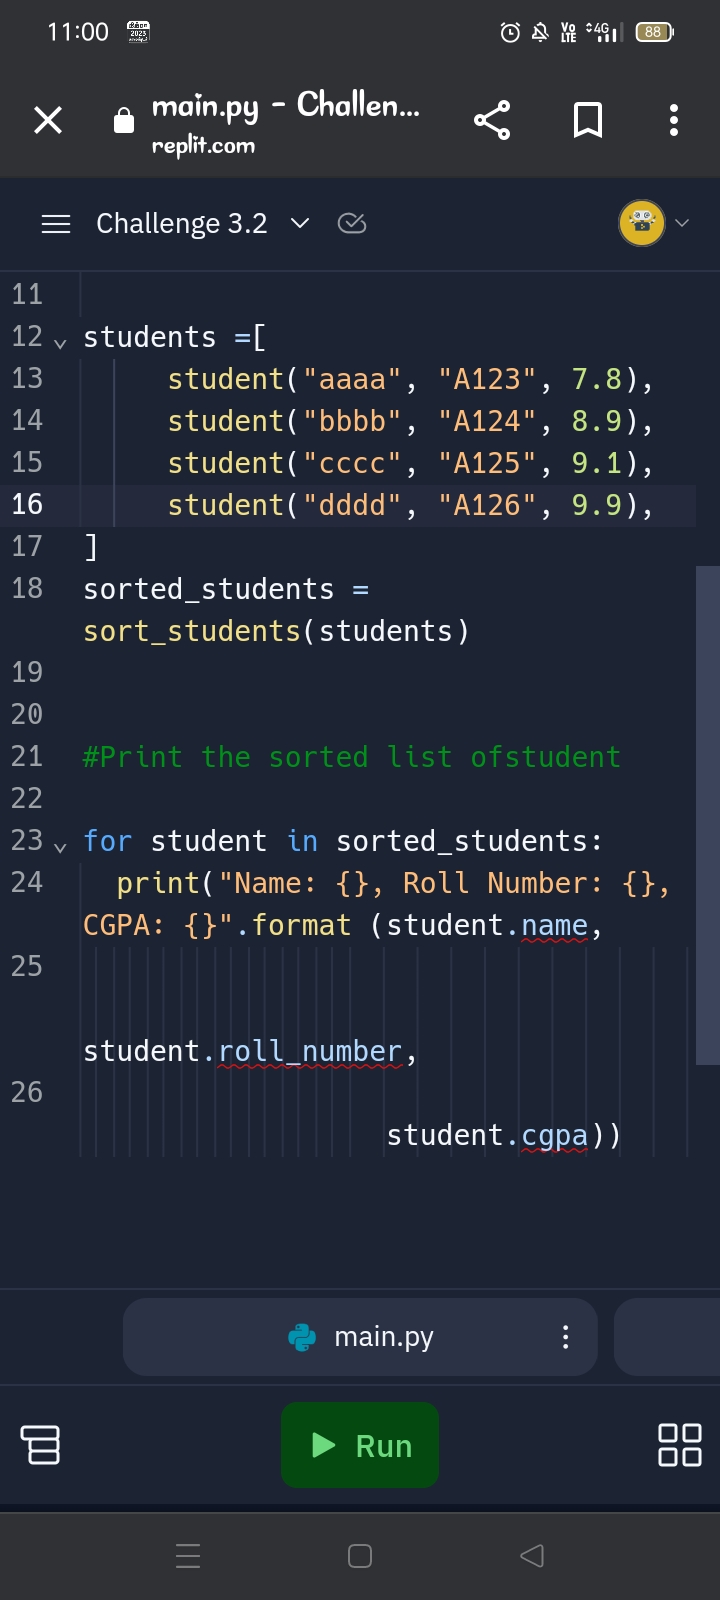 11:00
Vo LTE 4G 88
main.py - Challen...
replit.com
Challenge 3.2
11
12 students =[
13 student("aaaa", "A123", 7.8),
14 student("bbbb", "A124", 8.9),
15 student("cccc", "A125", 9.1),
16 student("dddd", "A126", 9.9),
17 ]
18 sorted_students =
sort_students(students)
19
20
21 #Print the sorted list ofstudent
22
23 for student in sorted_students:
24 print("Name: {}, Roll Number: {},
CGPA: {}".format (student.name,
25
student.roll_number,
26
student.cgpa))
main.py
Run